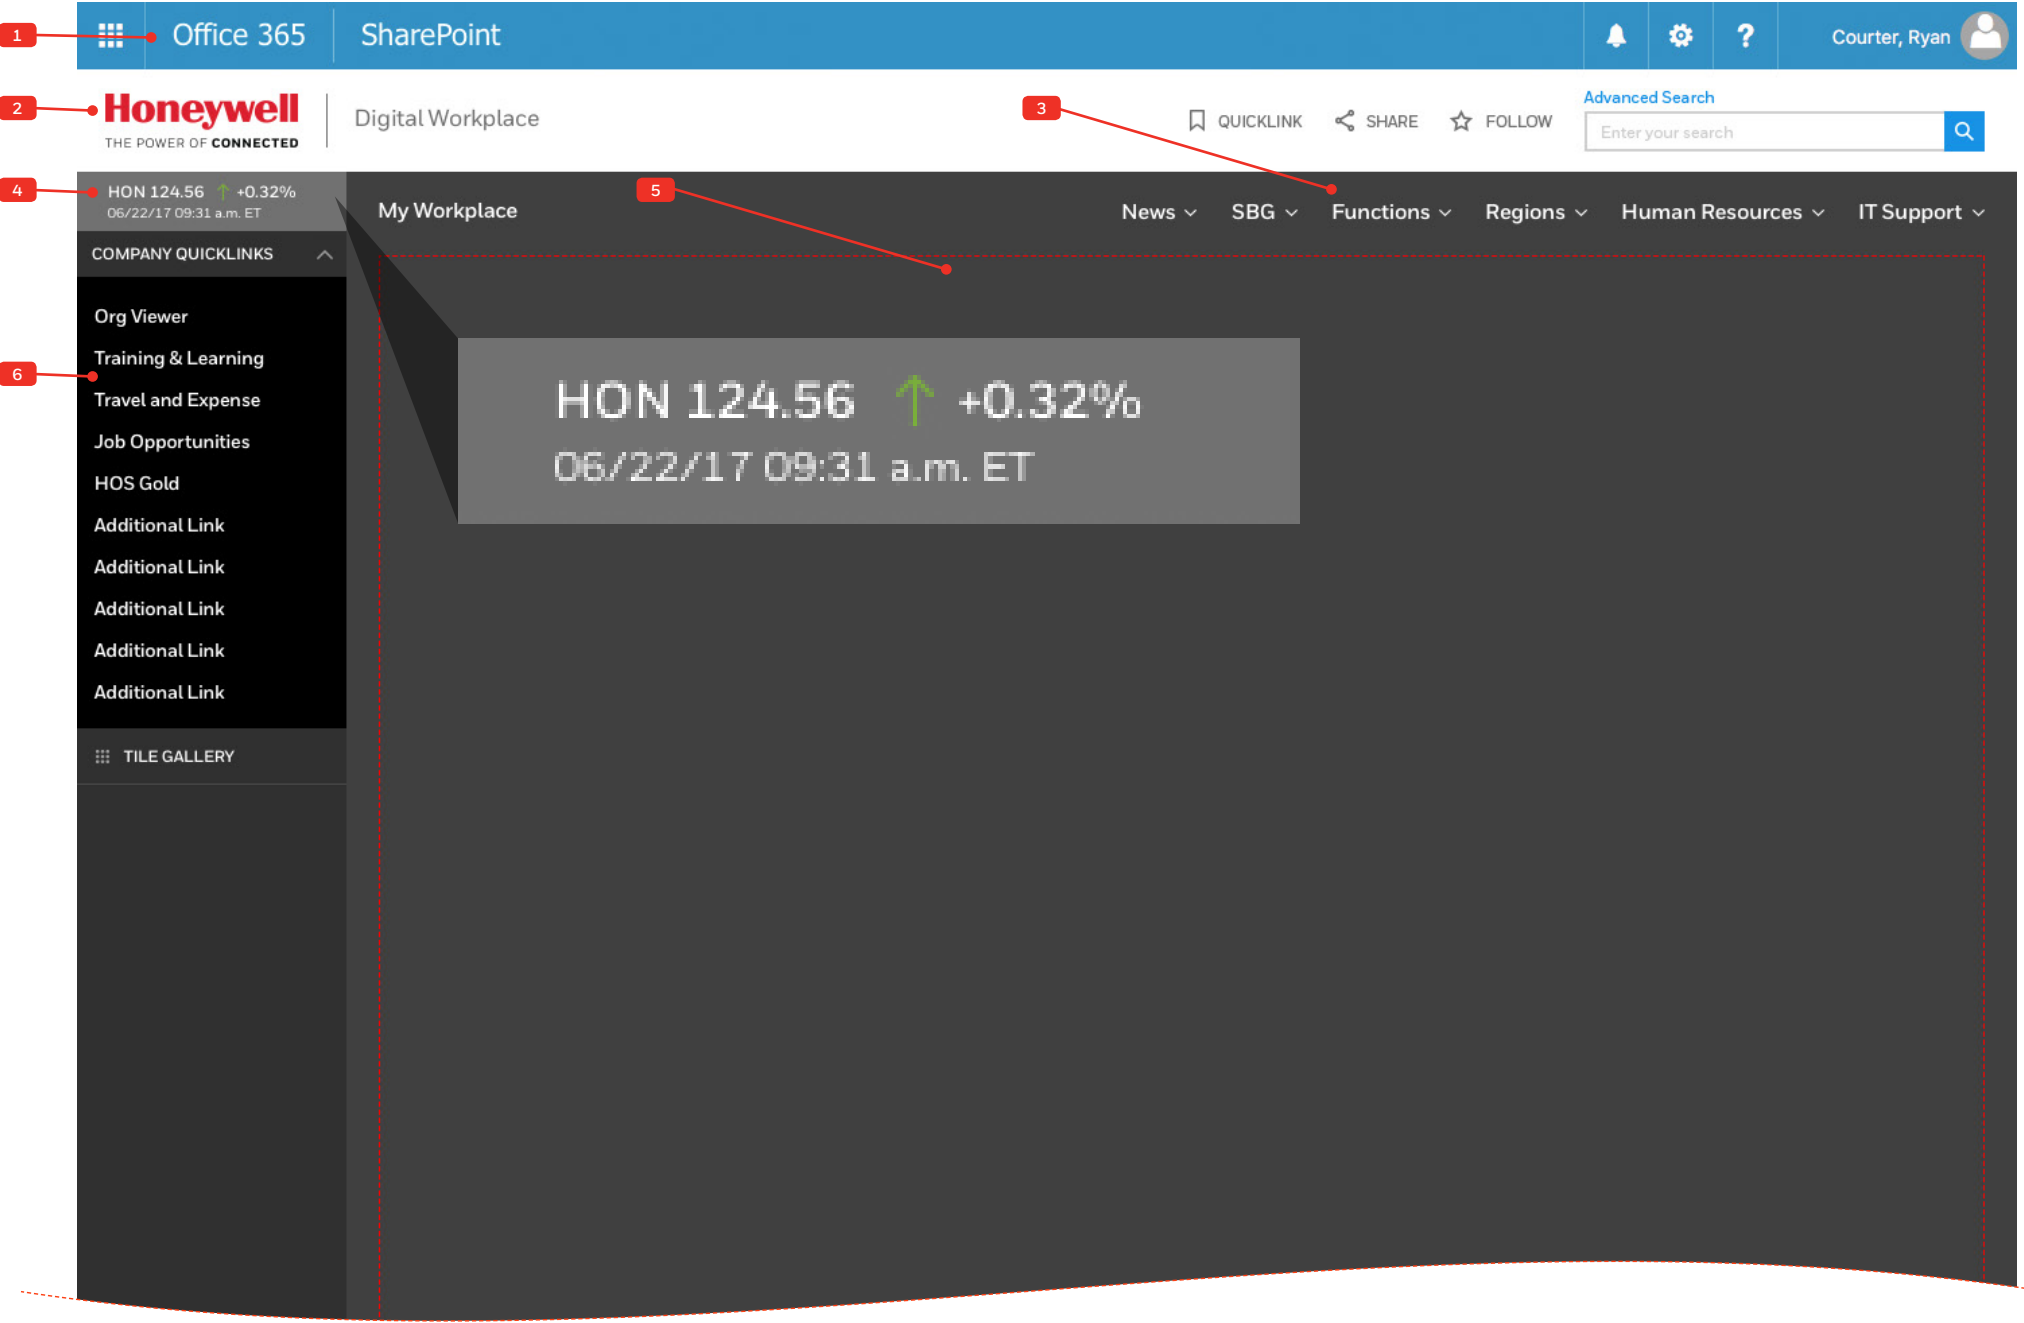 1
Office 365
SharePoint
?
Courter, Ryan
2
Honeywell
THE POWER OF CONNECTED
Digital Workplace
3
QUICKLINK
SHARE
FOLLOW
Advanced Search
Enter your search
4
HON 124.56 ↑ +0.32%
06/22/17 09:31 a.m. ET
5
My Workplace
News
SBG
Functions
Regions
Human Resources
IT Support
COMPANY QUICKLINKS
Org Viewer
Training & Learning
6
Travel and Expense
Job Opportunities
HOS Gold
Additional Link
Additional Link
Additional Link
Additional Link
Additional Link
TILE GALLERY
HON 124.56 ↑ +0.32%
06/22/17 09:31 a.m. ET